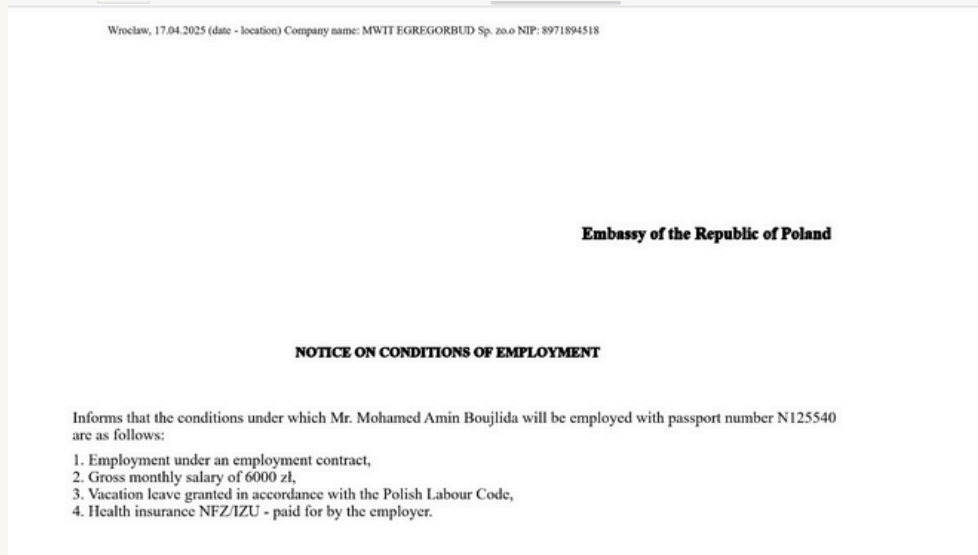 Wrocław, 17.04.2025 (date - location) Company name: MWIT EGREGORBUD Sp. zo.o NIP: 8971894518
Embassy of the Republic of Poland
NOTICE ON CONDITIONS OF EMPLOYMENT
Informs that the conditions under which Mr. Mohamed Amin Boujlida will be employed with passport number N125540
are as follows:
1. Employment under an employment contract,
2. Gross monthly salary of 6000 zł,
3. Vacation leave granted in accordance with the Polish Labour Code,
4. Health insurance NFZ/IZU - paid for by the employer.